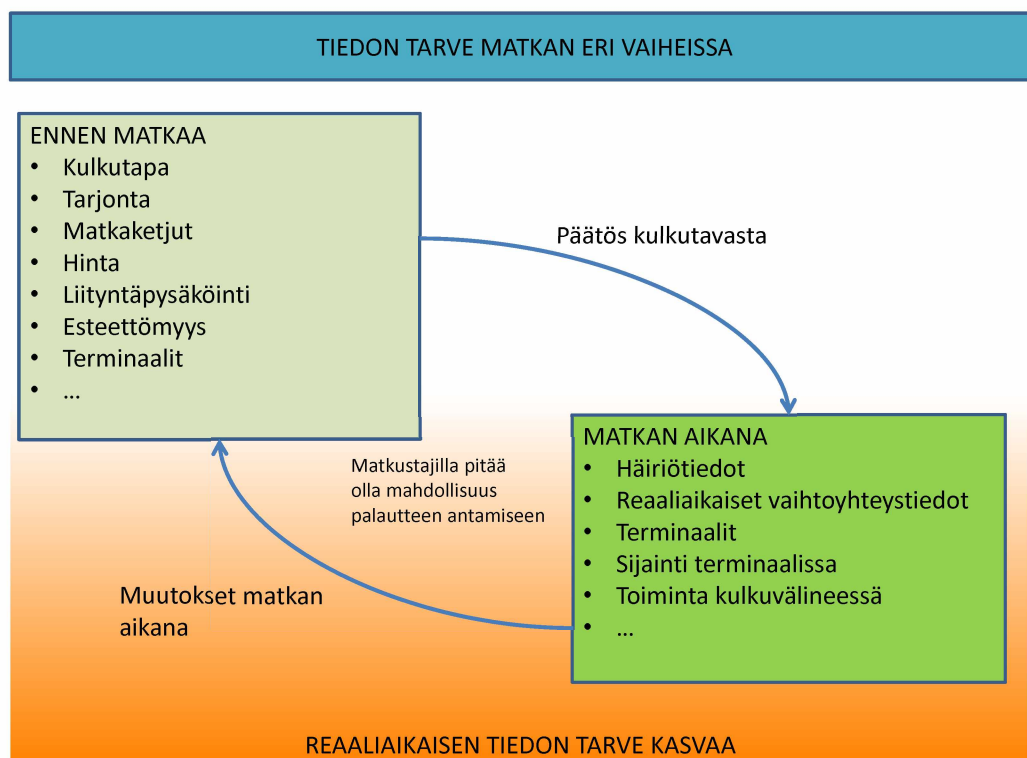 TIEDON TARVE MATKAN ERI VAIHEISSA
ENNEN MATKAA
• Kulkutapa
• Tarjonta
• Matkaketjut
• Hinta
• Liityntäpysäköinti
• Esteettömyys
• Terminaalit
• ...
Päätös kulkutavasta
MATKAN AIKANA
• Häiriötiedot
• Reaaliaikaiset vaihtoyhteystiedot
• Terminaalit
• Sijainti terminaalissa
• Toiminta kulkuvälineessä
• ...
Matkustajilla pitää
olla mahdollisuus
palautteen antamiseen
Muutokset matkan
aikana
REAALIAIKAISEN TIEDON TARVE KASVAA